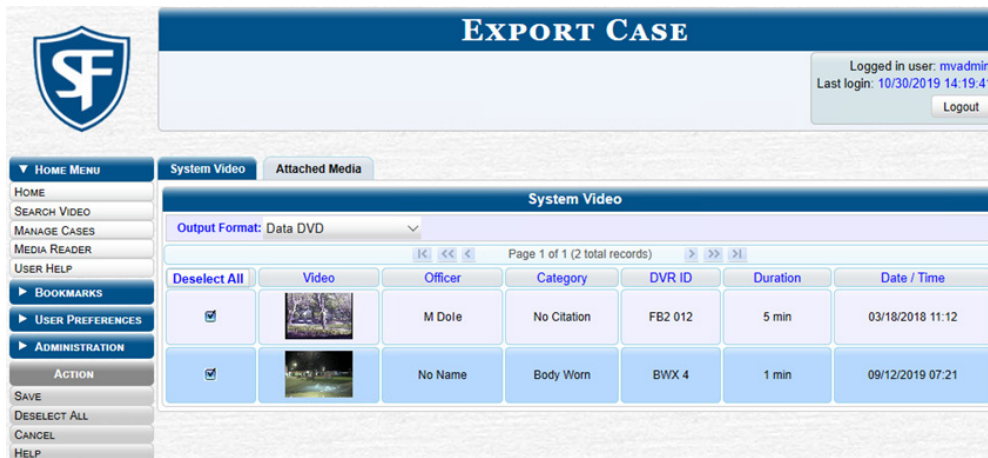 SF
EXPORT CASE
Logged in user: mvadmin
Last login: 10/30/2019 14:19:41
Logout
▼ HOME MENU
HOME
SEARCH VIDEO
MANAGE CASES
MEDIA READER
USER HELP
▶ BOOKMARKS
▶ USER PREFERENCES
▶ ADMINISTRATION
ACTION
SAVE
DESELECT ALL
CANCEL
HELP
System Video Attached Media
System Video
Output Format: Data DVD
Page 1 of 1 (2 total records)
Deselect All Video Officer Category DVR ID Duration Date / Time
M Dole No Citation FB2 012 5 min 03/18/2018 11:12
No Name Body Worn BWX 4 1 min 09/12/2019 07:21